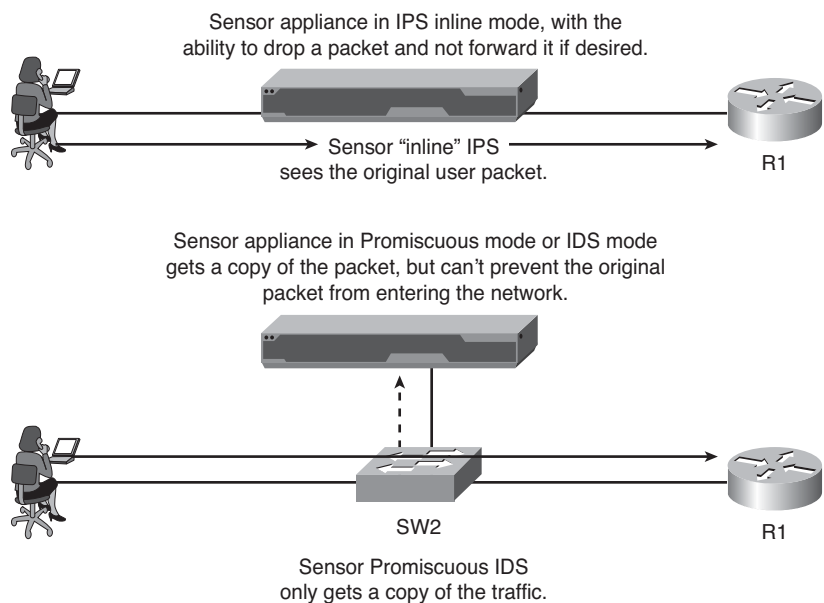 Sensor appliance in IPS inline mode, with the
ability to drop a packet and not forward it if desired.
Sensor “inline” IPS
sees the original user packet.
R1
Sensor appliance in Promiscuous mode or IDS mode
gets a copy of the packet, but can’t prevent the original
packet from entering the network.
SW2
R1
Sensor Promiscuous IDS
only gets a copy of the traffic.